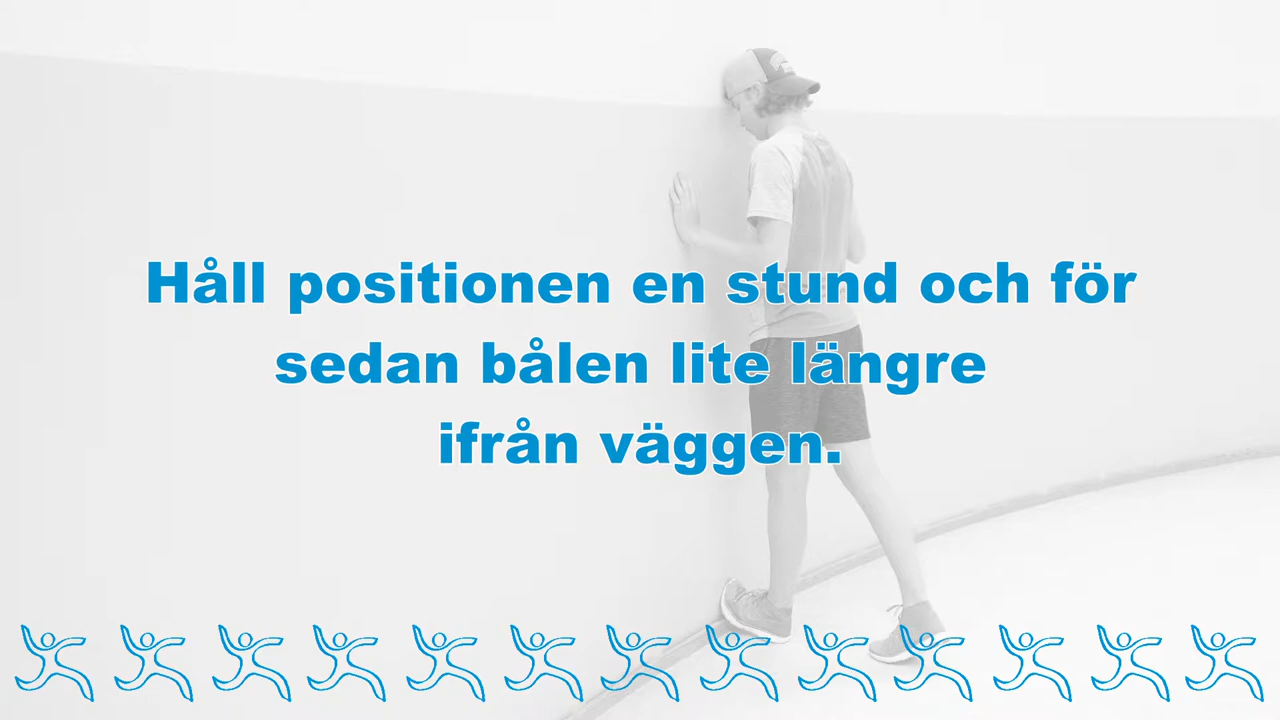 Håll positionen en stund och för
sedan bålen lite längre
ifrån väggen.